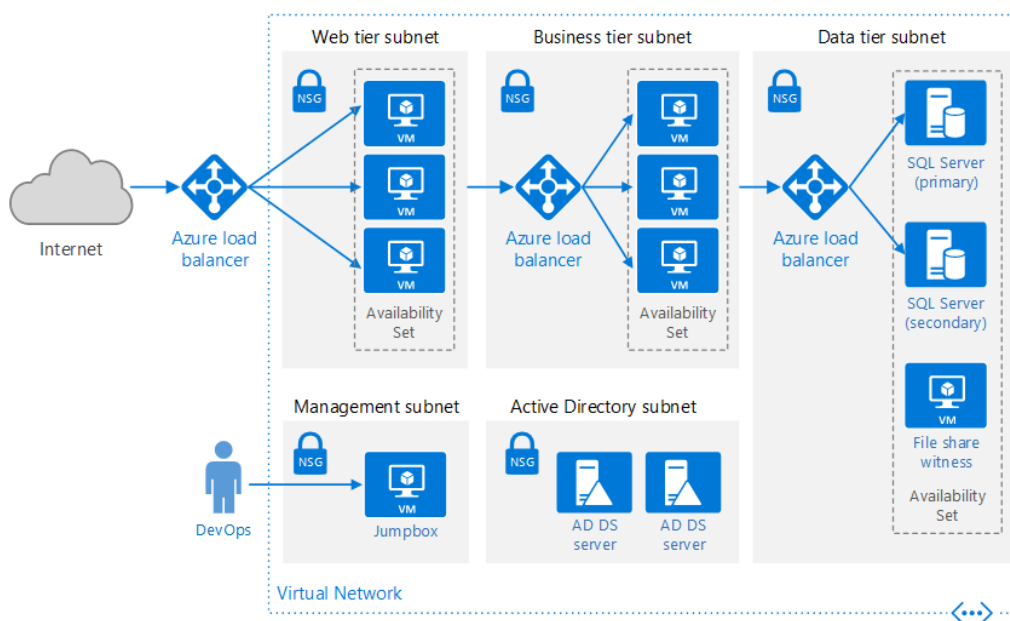 Web tier subnet
Business tier subnet
Data tier subnet
NSG
VM
VM
VM
Availability
Set
NSG
VM
VM
VM
Availability
Set
NSG
SQL Server
(primary)
SQL Server
(secondary)
VM
File share
witness
Availability
Set
Internet
Azure load
balancer
Azure load
balancer
Azure load
balancer
Management subnet
Active Directory subnet
NSG
VM
Jumpbox
NSG
AD DS
server
AD DS
server
DevOps
Virtual Network